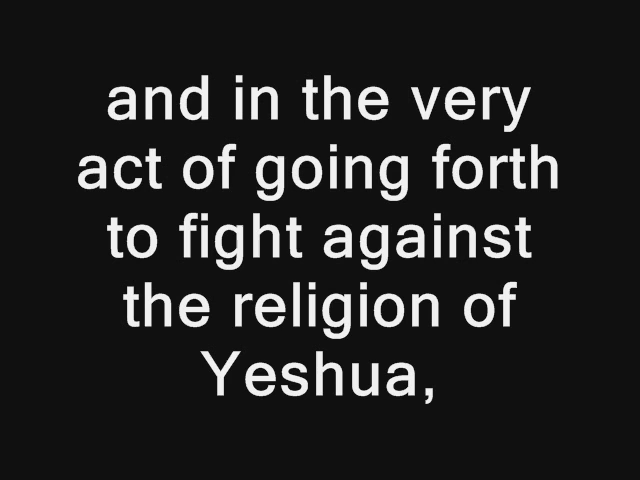 and in the very
act of going forth
to fight against
the religion of
Yeshua,